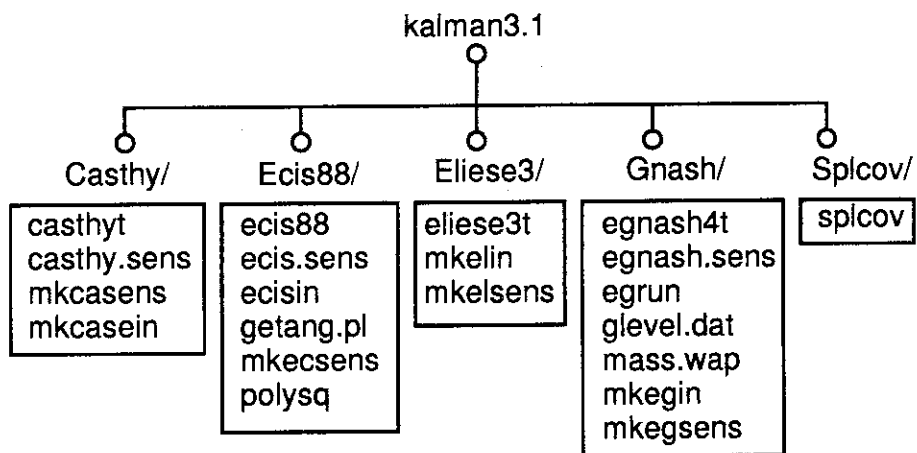 kalman3.1
Casthy/
casthyt
casthy.sens
mkcasens
mkcasein
Ecis88/
ecis88
ecis.sens
ecisin
getang.pl
mkecsens
polysq
Eliese3/
eliese3t
mkelin
mkelsens
Gnash/
egnash4t
egnash.sens
egrun
glevel.dat
mass.wap
mkegin
mkegsens
Splcov/
splcov